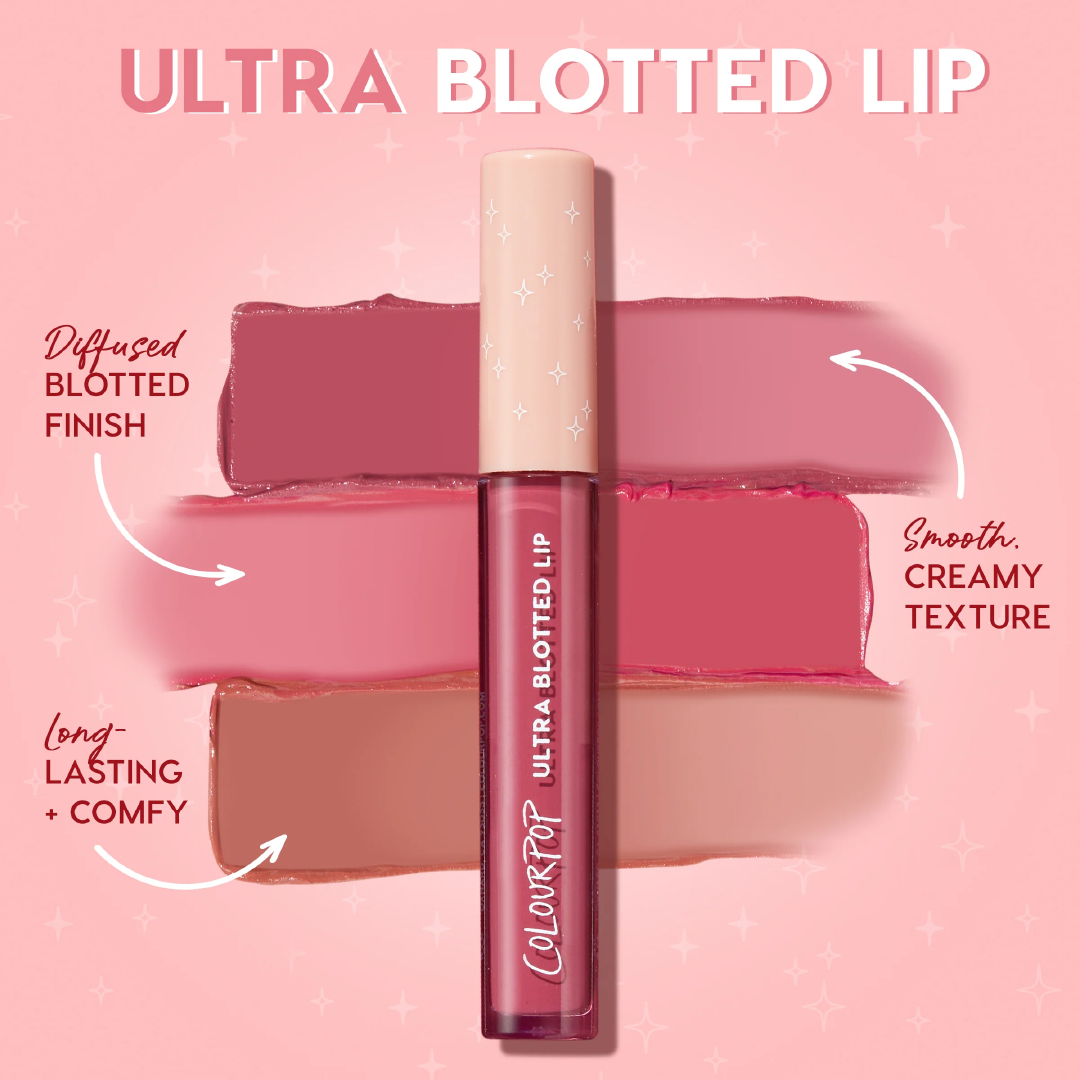 ULTRA BLOTTED LIP
Diffused
BLOTTED
FINISH
Smooth,
CREAMY
TEXTURE
Long-
LASTING
+ COMFY
COLOURPOP ULTRA BLOTTED LIP